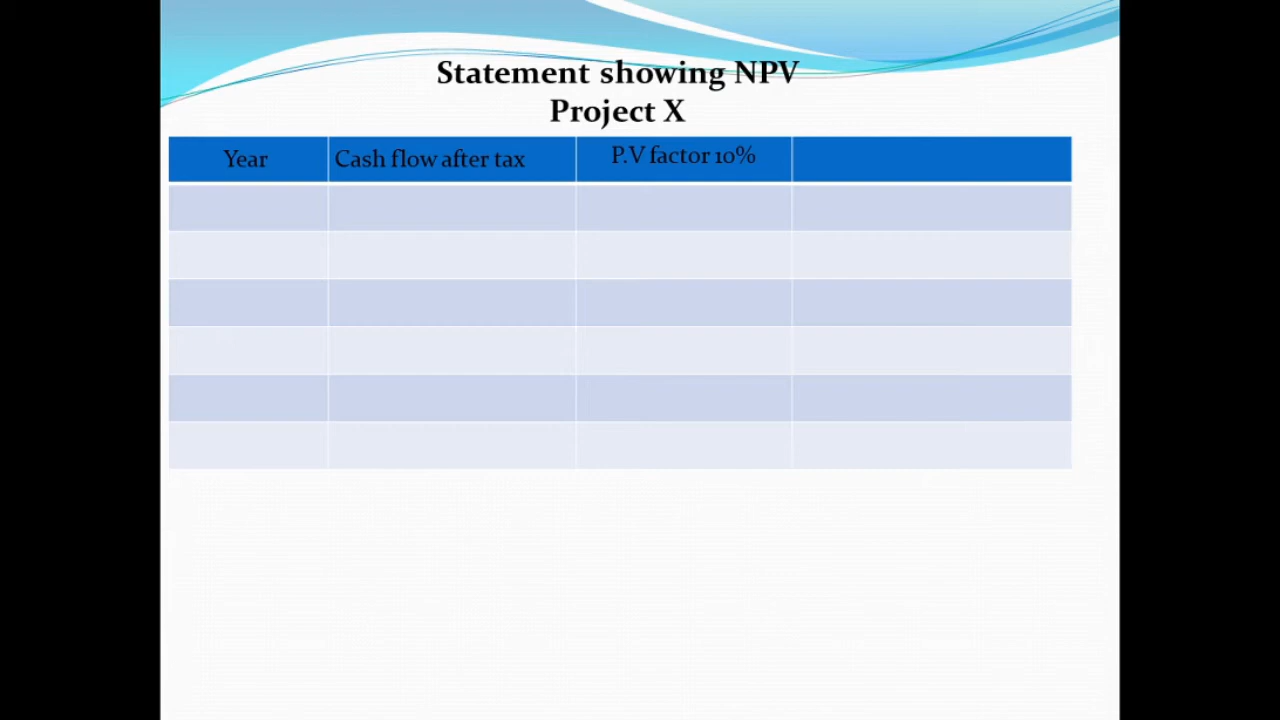 Statement showing NPV
Project X
Year Cash flow after tax P.V factor 10%